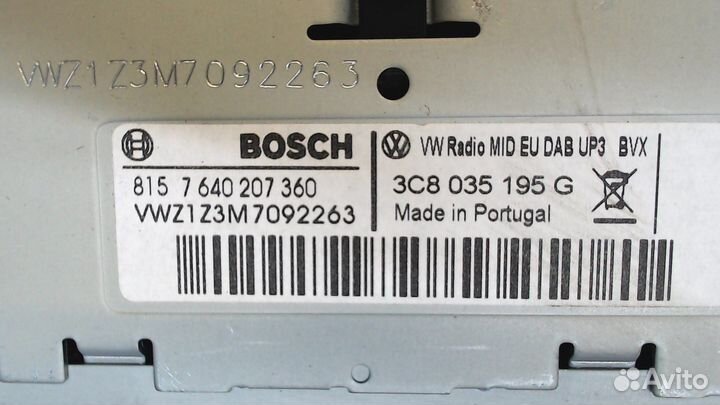 VWZ1Z3M7092263
BOSCH
815 7 640 207 360
VWZ1Z3M7092263
VW Radio MID EU DAB UP3 BVX
3C8 035 195 G
Made in Portugal
Avito